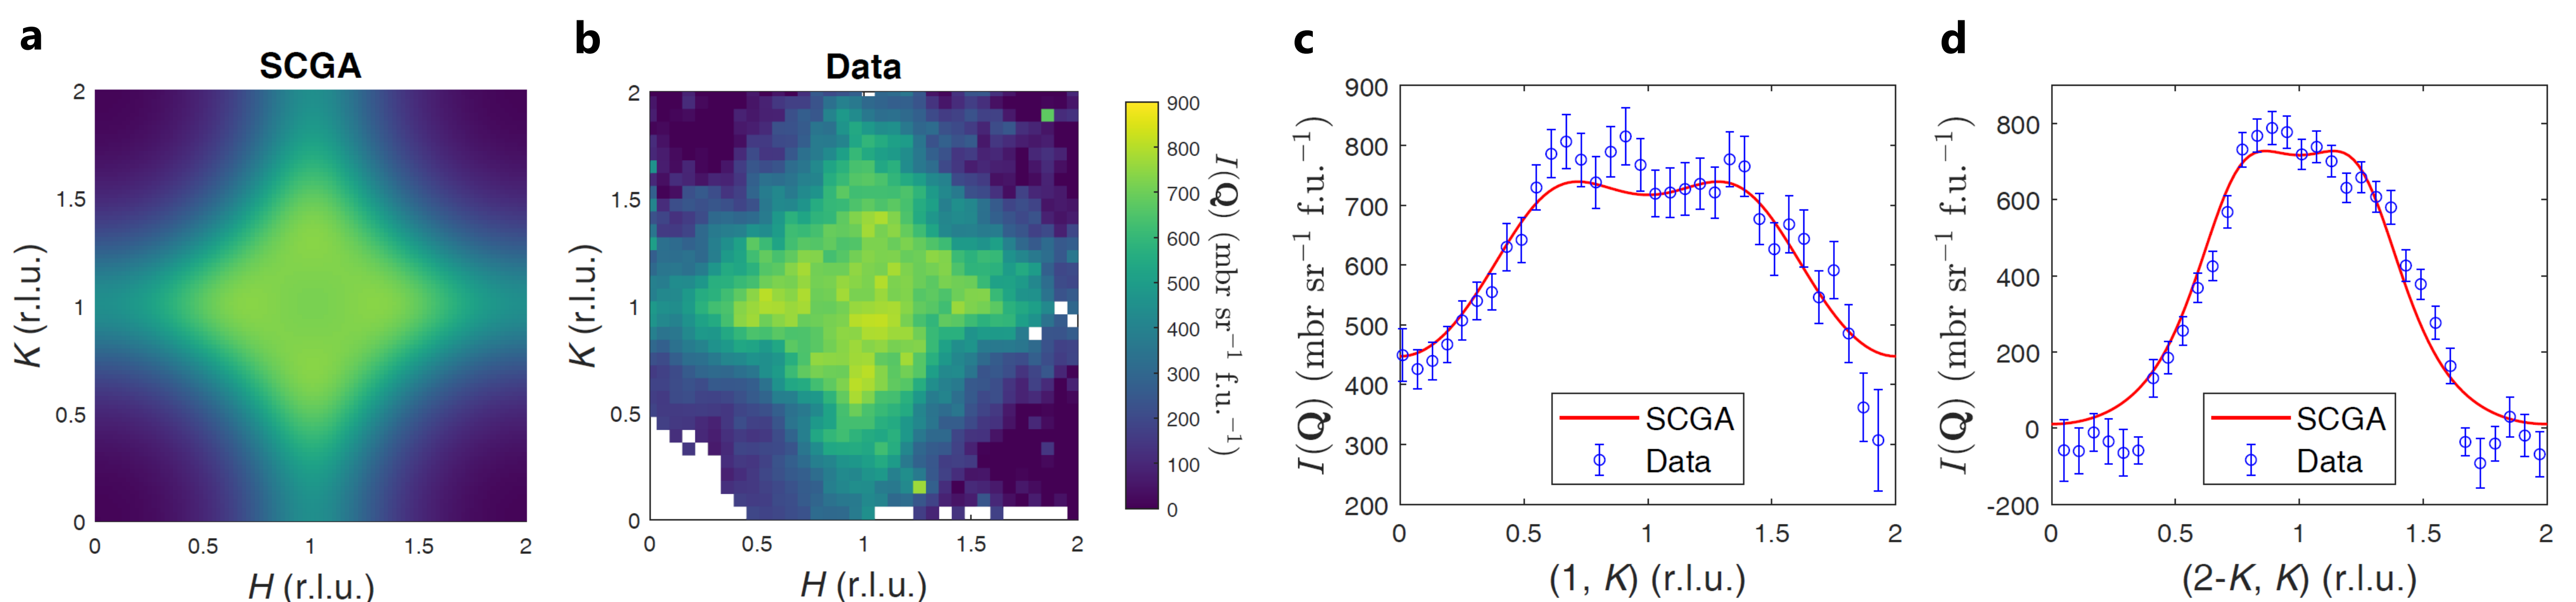 a
SCGA
2
1.5
1
0.5
0
K (r.l.u.)
0 0.5 1 1.5 2
H (r.l.u.)
b
Data
2
1.5
1
0.5
0
K (r.l.u.)
0 0.5 1 1.5 2
H (r.l.u.)
900
800
700
600
500
400
300
200
100
0
I(Q) (mbr sr⁻¹ f.u.⁻¹)
c
900
800
700
600
500
400
300
200
I(Q) (mbr sr⁻¹ f.u.⁻¹)
SCGA
Data
0 0.5 1 1.5 2
(1, K) (r.l.u.)
d
800
600
400
200
0
-200
I(Q) (mbr sr⁻¹ f.u.⁻¹)
SCGA
Data
0 0.5 1 1.5 2
(2-K, K) (r.l.u.)